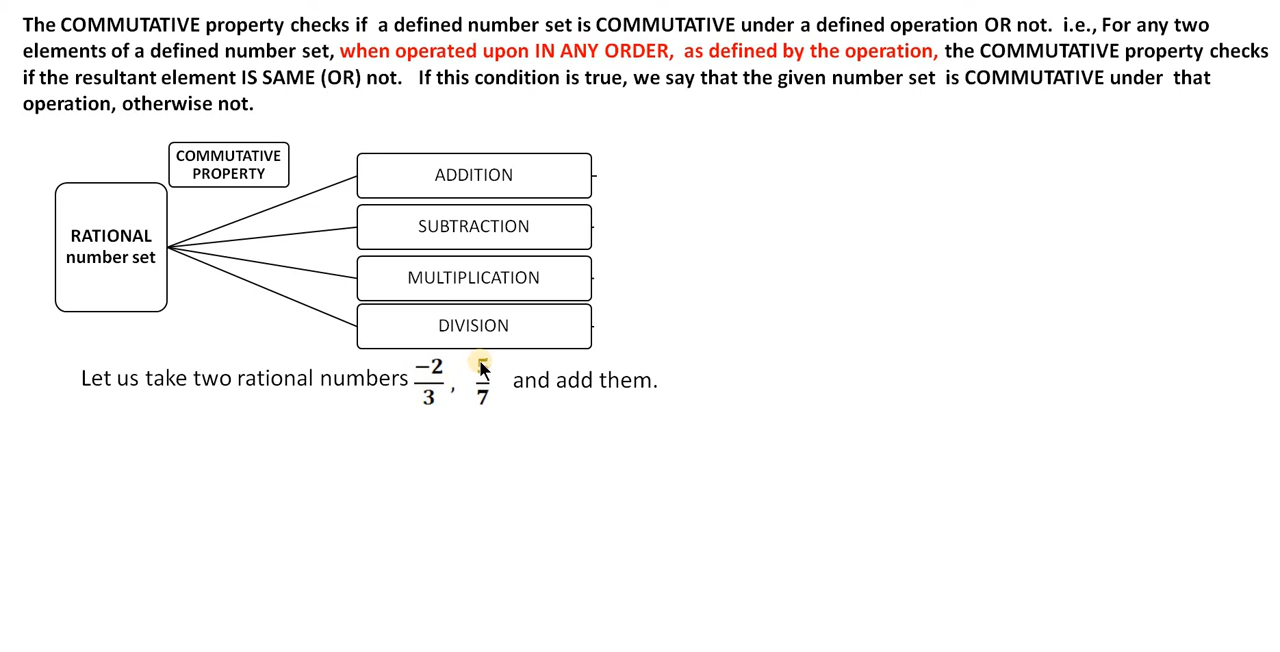 The COMMUTATIVE property checks if a defined number set is COMMUTATIVE under a defined operation OR not. i.e., For any two
elements of a defined number set, when operated upon IN ANY ORDER, as defined by the operation, the COMMUTATIVE property checks
if the resultant element IS SAME (OR) not. If this condition is true, we say that the given number set is COMMUTATIVE under that
operation, otherwise not.
COMMUTATIVE
PROPERTY
RATIONAL
number set
ADDITION
SUBTRACTION
MULTIPLICATION
DIVISION
Let us take two rational numbers −2/3, 5/7 and add them.